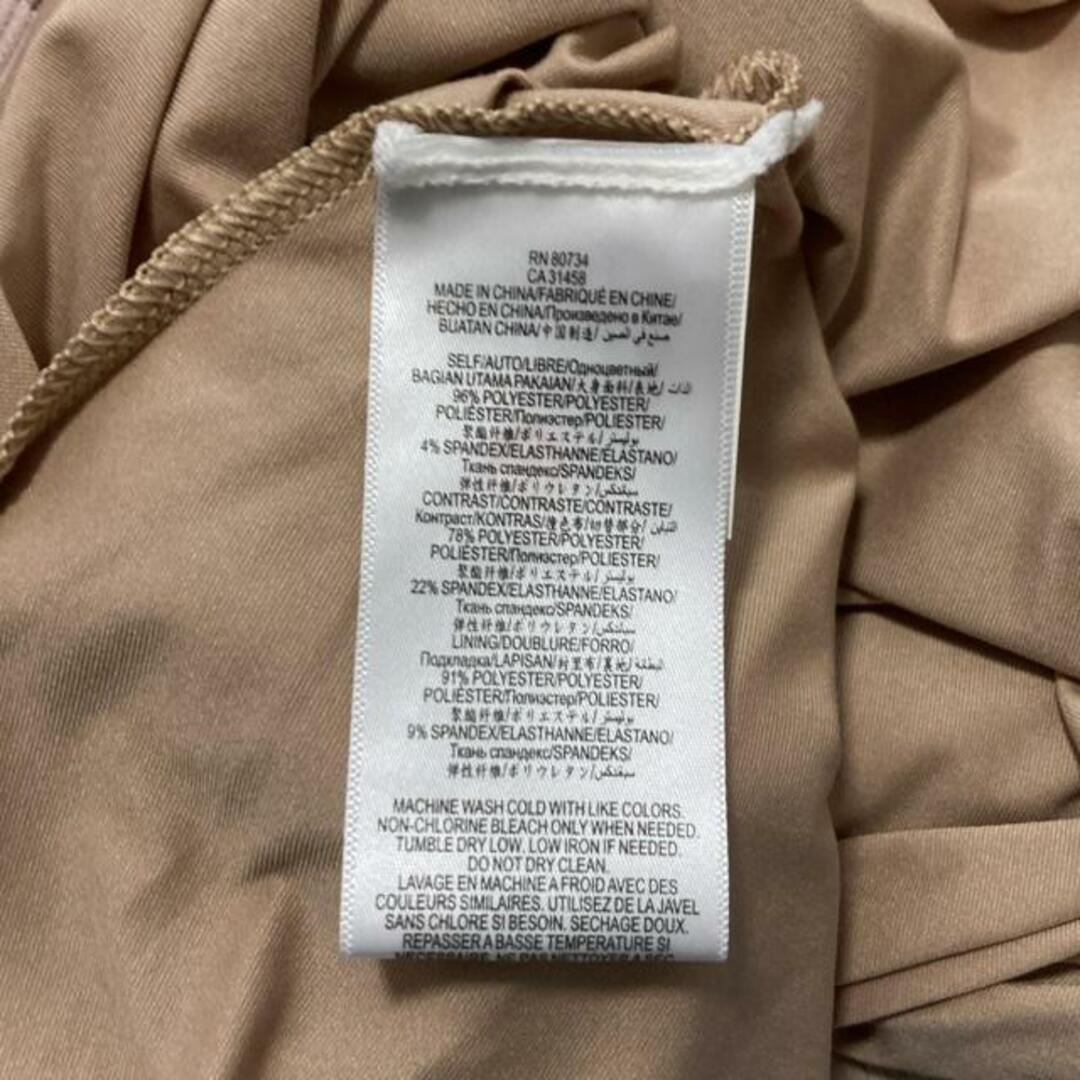 RN 80734
CA 31458
MADE IN CHINA/FABRIQUÉ EN CHINE/
HECHO EN CHINA/Произведено в Китае/
BUATAN CHINA/中国制造/صنع في الصين
SELF/AUTO/LIBRE/Одноцветный/
BAGIAN UTAMA PAKAIAN/大身面料/表地/الذات
96% POLYESTER/POLYESTER/
POLIÉSTER/Полиэстер/POLIESTER/
聚酯纤维/ポリエステル/بوليستر
4% SPANDEX/ELASTHANNE/ELASTANO/
Ткань спандекс/SPANDEKS/
弹性纤维/ポリウレタン/سبانتكس
CONTRAST/CONTRASTE/CONTRASTE/
Контраст/KONTRAS/撞色布/切替部分/التباين
78% POLYESTER/POLYESTER/
POLIÉSTER/Полиэстер/POLIESTER/
聚酯纤维/ポリエステル/بوليستر
22% SPANDEX/ELASTHANNE/ELASTANO/
Ткань спандекс/SPANDEKS/
弹性纤维/ポリウレタン/سبانتكس
LINING/DOUBLURE/FORRO/
Подкладка/LAPISAN/封里布/裏地/البطانة
91% POLYESTER/POLYESTER/
POLIÉSTER/Полиэстер/POLIESTER/
聚酯纤维/ポリエステル/بوليستر
9% SPANDEX/ELASTHANNE/ELASTANO/
Ткань спандекс/SPANDEKS/
弹性纤维/ポリウレタン/سبانتكس
MACHINE WASH COLD WITH LIKE COLORS.
NON-CHLORINE BLEACH ONLY WHEN NEEDED.
TUMBLE DRY LOW. LOW IRON IF NEEDED.
DO NOT DRY CLEAN.
LAVAGE EN MACHINE A FROID AVEC DES
COULEURS SIMILAIRES. UTILISEZ DE LA JAVEL
SANS CHLORE SI BESOIN. SECHAGE DOUX.
REPASSER A BASSE TEMPERATURE SI
NECESSAIRE. NE PAS NETTOYER A SEC